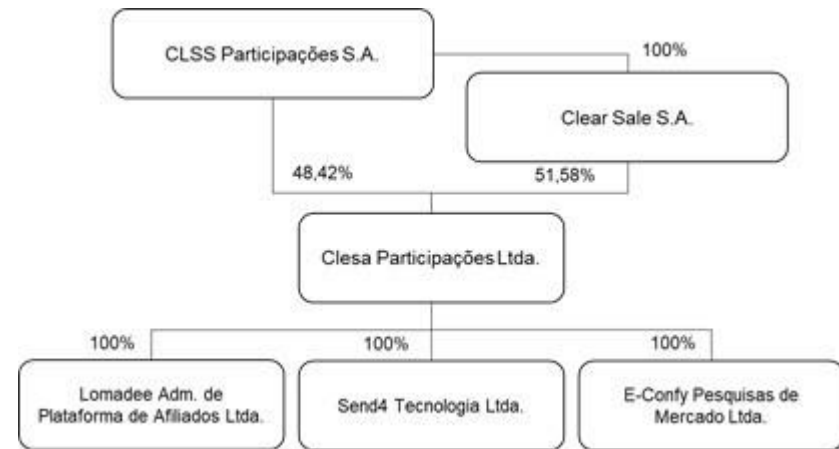 CLSS Participações S.A.
100%
Clear Sale S.A.
48,42%
51,58%
Clesa Participações Ltda.
100%
100%
100%
Lomadee Adm. de
Plataforma de Afiliados Ltda.
Send4 Tecnologia Ltda.
E-Confy Pesquisas de
Mercado Ltda.